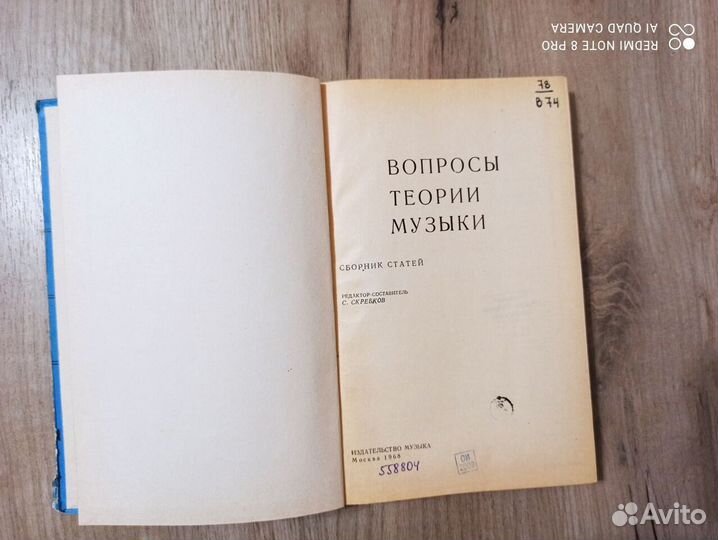 REDMI NOTE 8 PRO
AI QUAD CAMERA
78
В 74
ВОПРОСЫ
ТЕОРИИ
МУЗЫКИ
СБОРНИК СТАТЕЙ
РЕДАКТОР-СОСТАВИТЕЛЬ
С. СКРЕБКОВ
ИЗДАТЕЛЬСТВО МУЗЫКА
Москва 1968
558804
ОИ
Avito